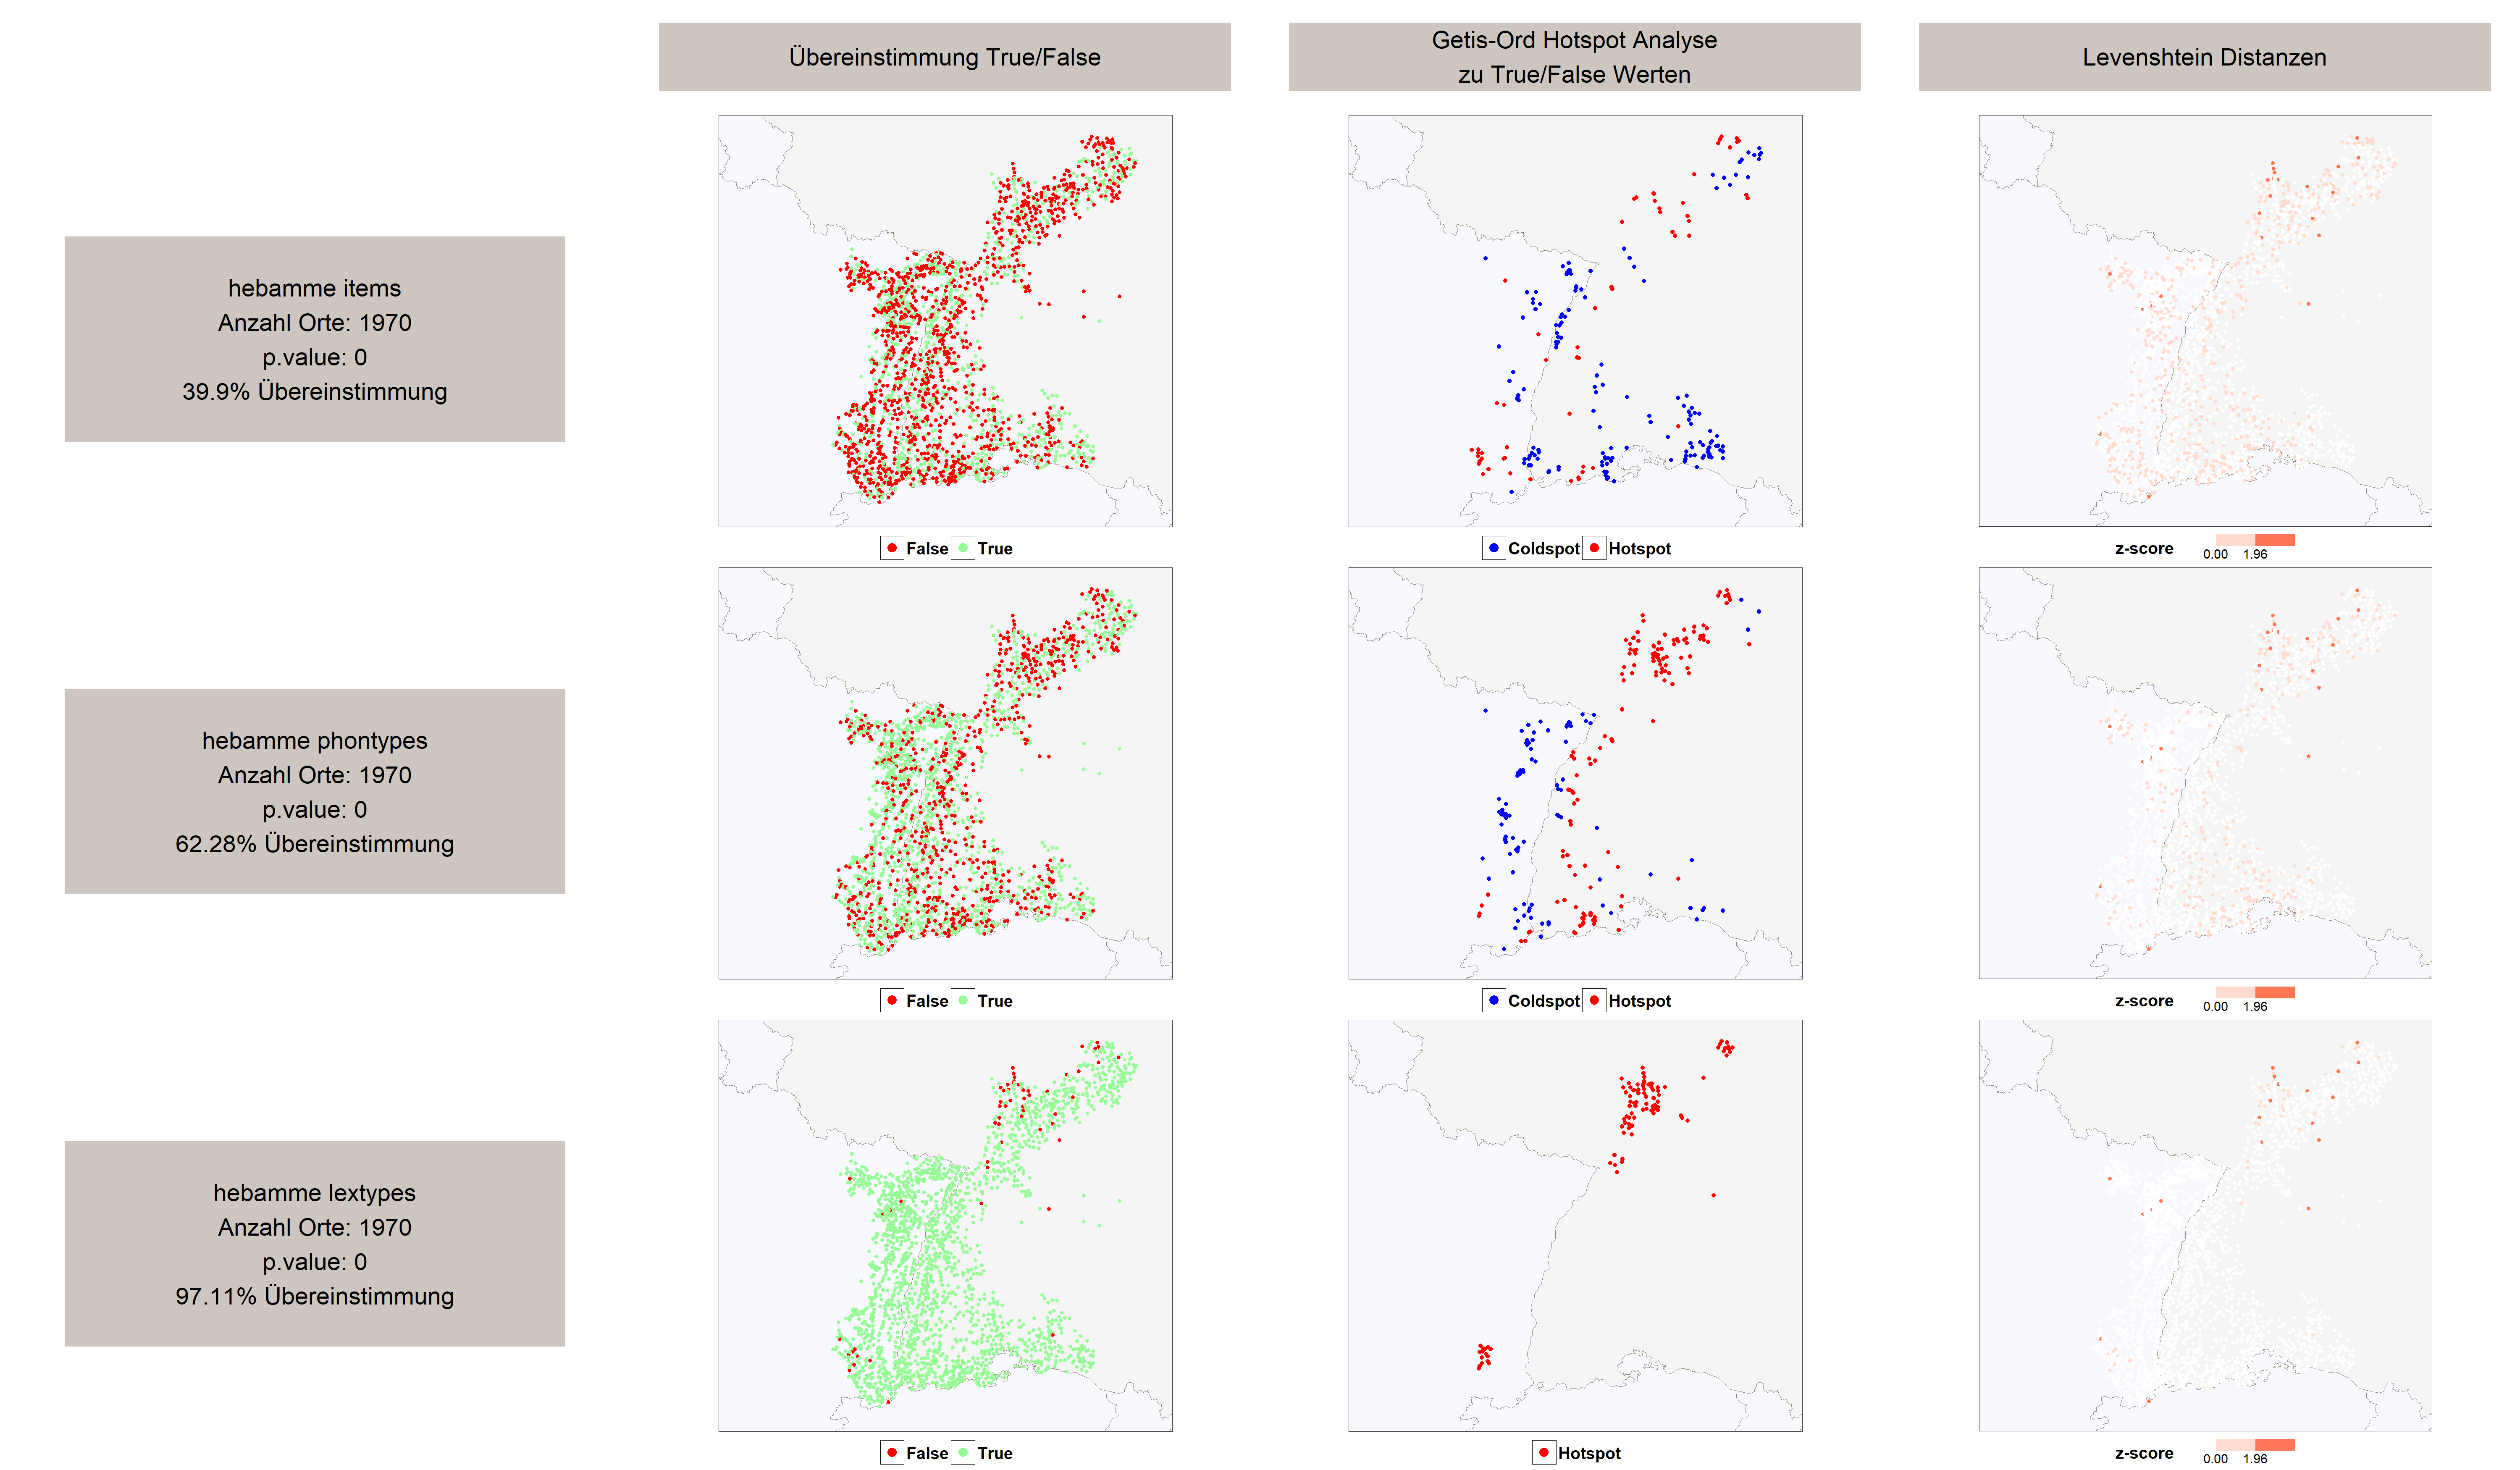 Übereinstimmung True/False
Getis-Ord Hotspot Analyse
zu True/False Werten
Levenshtein Distanzen
hebamme items
Anzahl Orte: 1970
p.value: 0
39.9% Übereinstimmung
False True
Coldspot Hotspot
z-score
0.00 1.96
hebamme phontypes
Anzahl Orte: 1970
p.value: 0
62.28% Übereinstimmung
False True
Coldspot Hotspot
z-score
0.00 1.96
hebamme lextypes
Anzahl Orte: 1970
p.value: 0
97.11% Übereinstimmung
False True
Hotspot
z-score
0.00 1.96